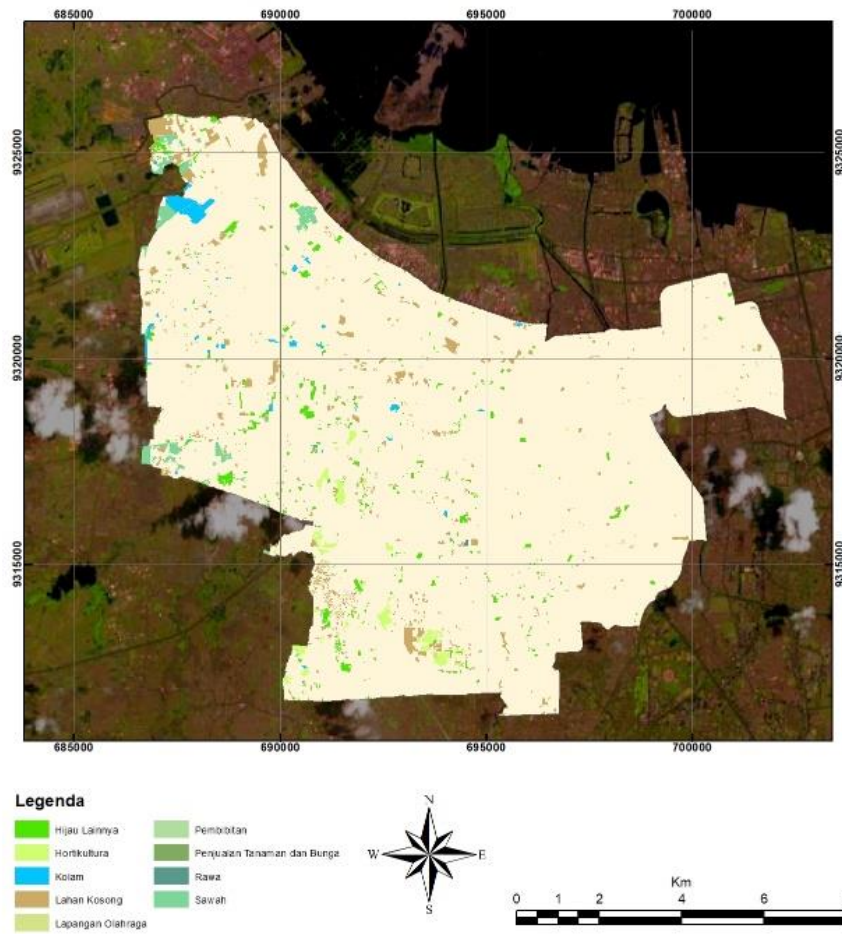 685000 690000 695000 700000
9325000 9325000
9320000 9320000
9315000 9315000
685000 690000 695000 700000
Legenda
Hijau Lainnya
Hortikultura
Kolam
Lahan Kosong
Lapangan Olahraga
Pembibitan
Penjualan Tanaman dan Bunga
Rawa
Sawah
N
W E
S
Km
0 1 2 4 6